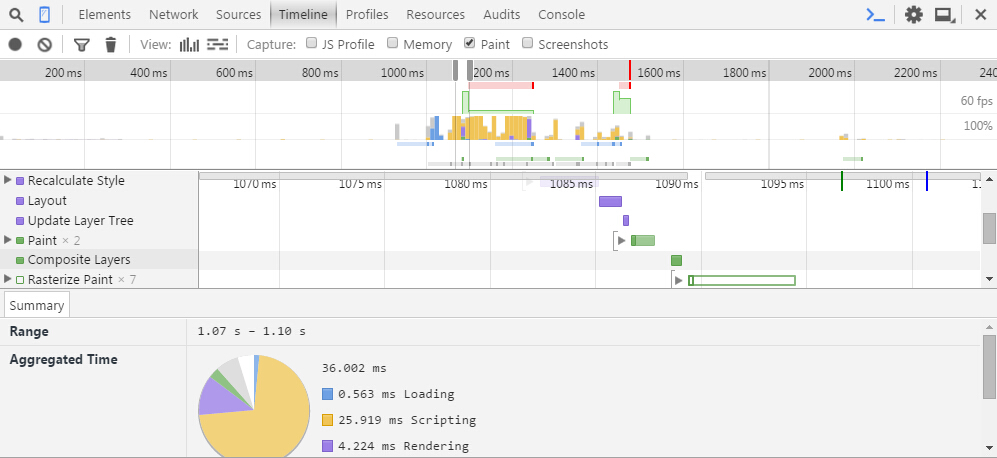 Elements Network Sources Timeline Profiles Resources Audits Console
View: Capture: JS Profile Memory Paint Screenshots
200 ms 400 ms 600 ms 800 ms 1000 ms 200 ms 1400 ms 1600 ms 1800 ms 2000 ms 2200 ms 240
60 fps
100%
1070 ms 1075 ms 1080 ms 1085 ms 1090 ms 1095 ms 1100 ms
Recalculate Style
Layout
Update Layer Tree
Paint × 2
Composite Layers
Rasterize Paint × 7
Summary
Range 1.07 s – 1.10 s
Aggregated Time
36.002 ms
0.563 ms Loading
25.919 ms Scripting
4.224 ms Rendering